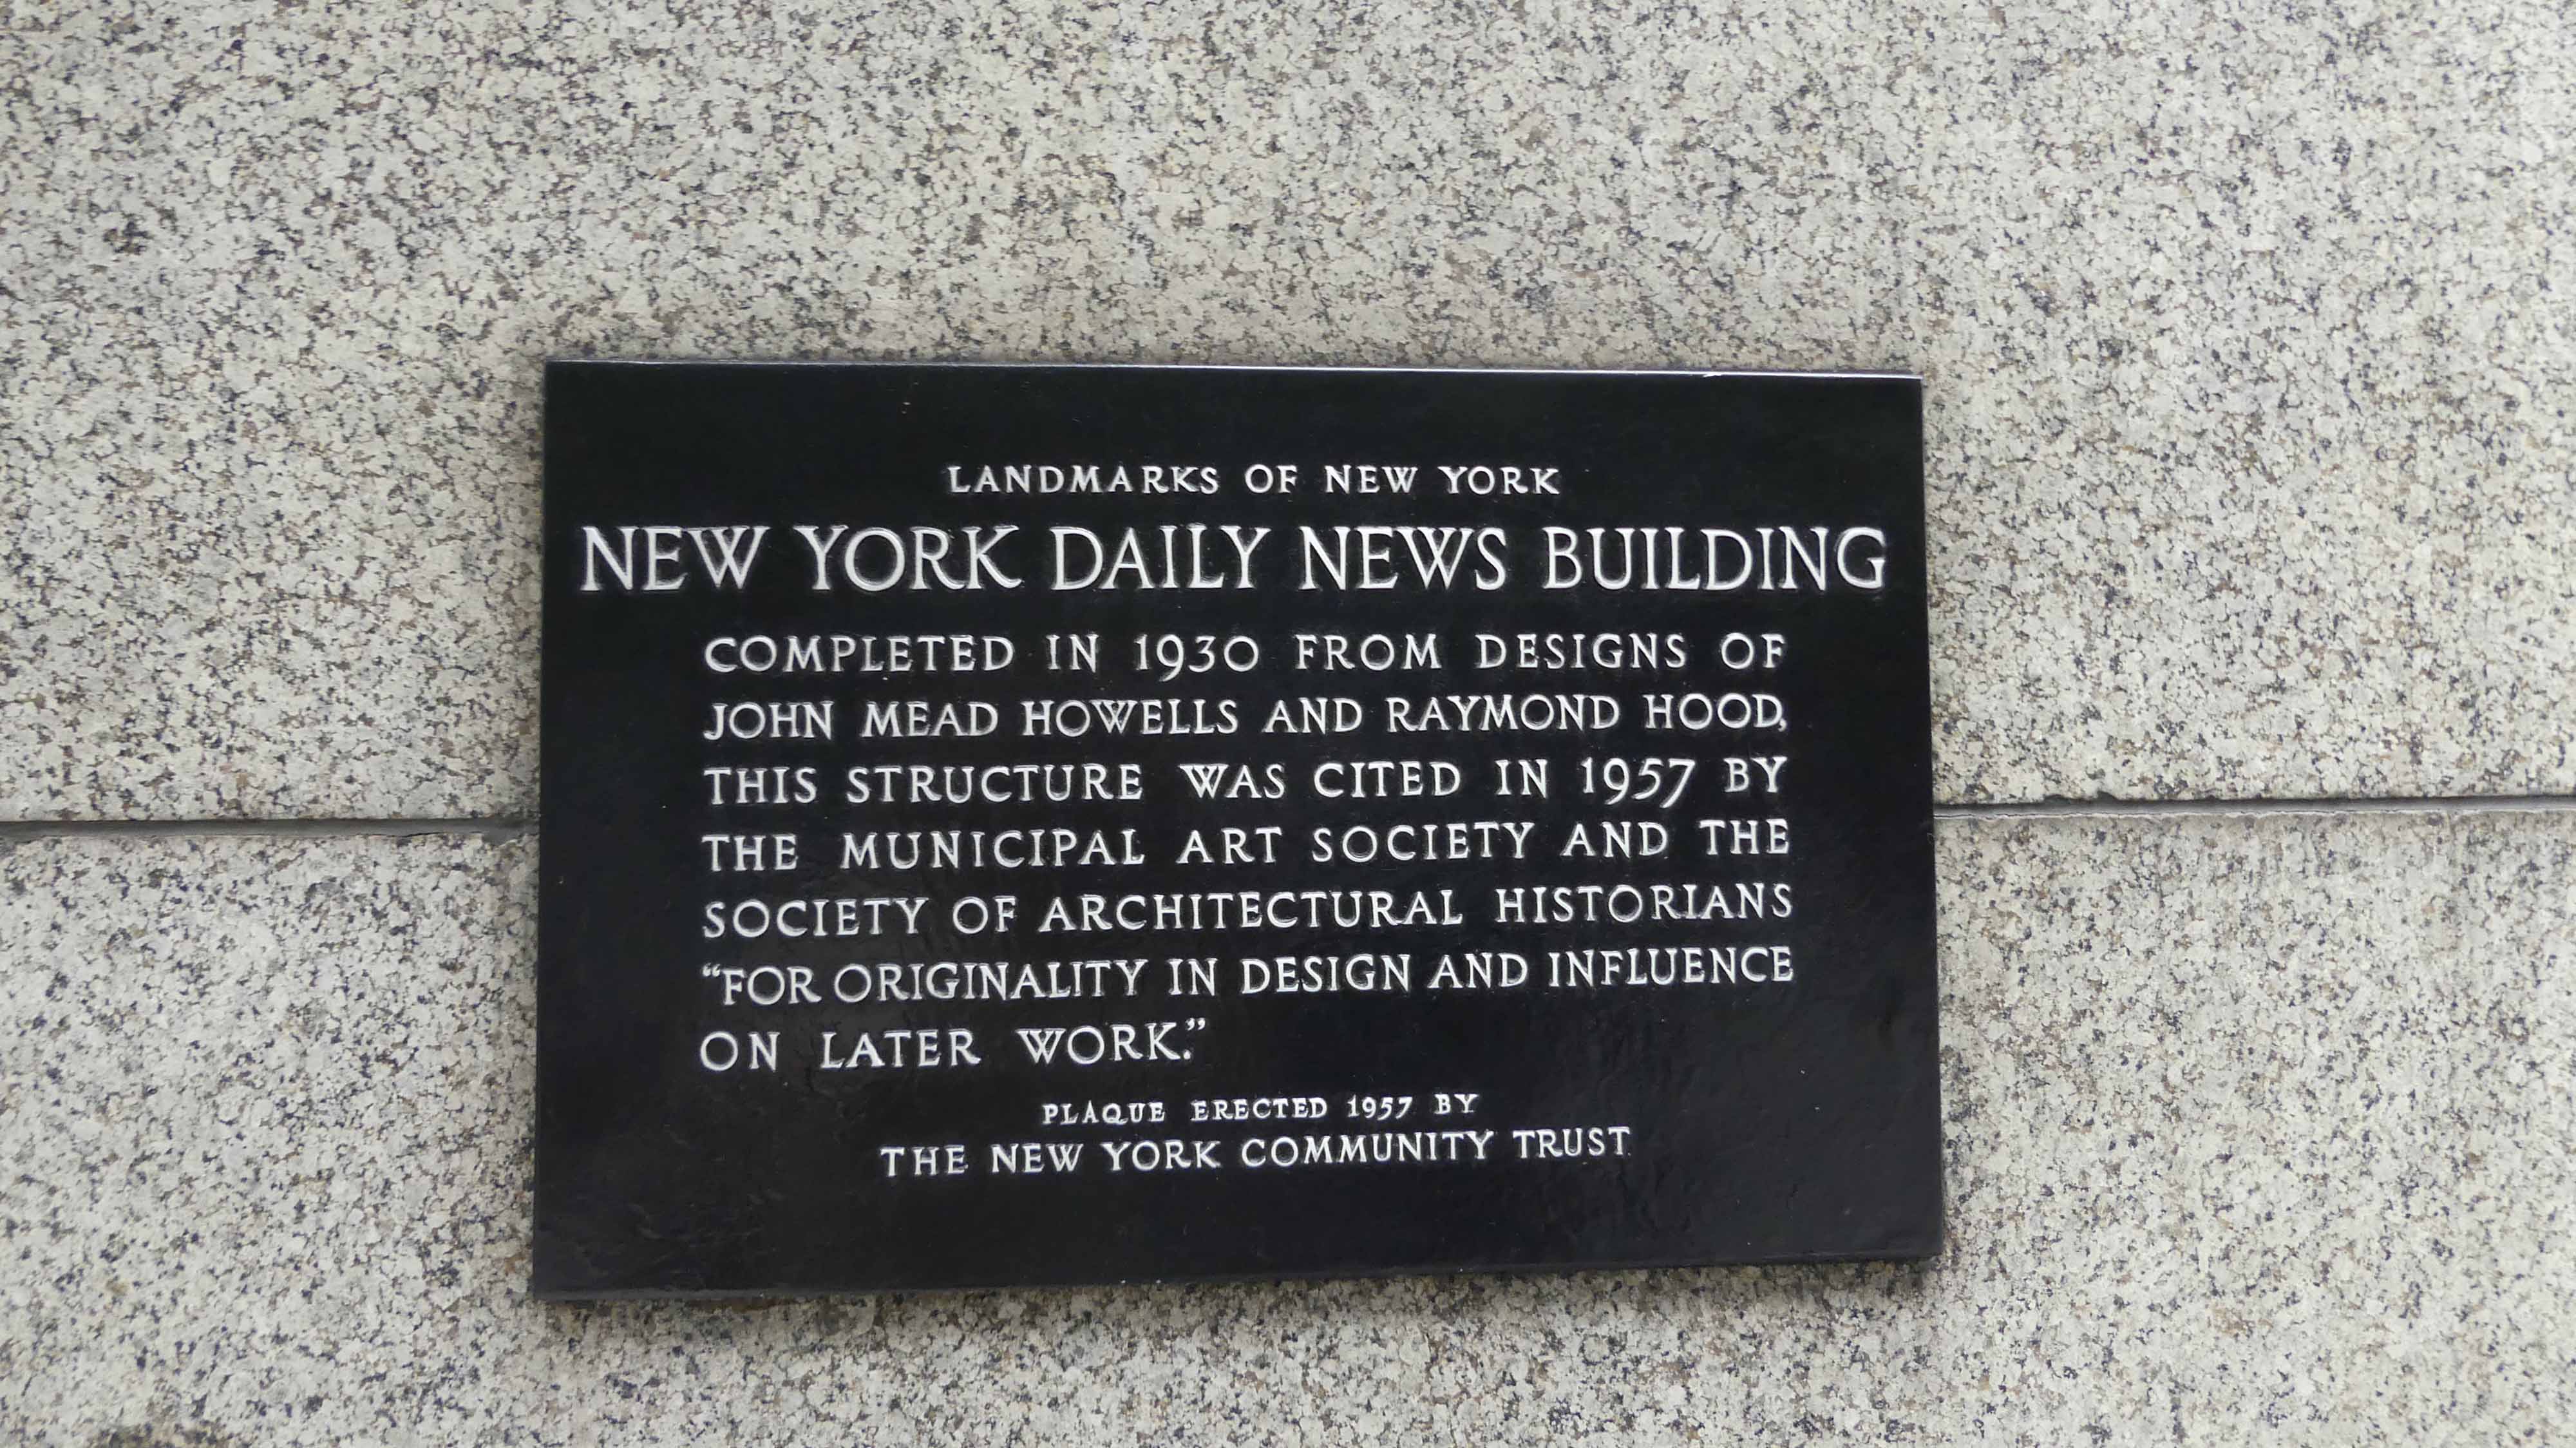 LANDMARKS OF NEW YORK
NEW YORK DAILY NEWS BUILDING
COMPLETED IN 1930 FROM DESIGNS OF
JOHN MEAD HOWELLS AND RAYMOND HOOD,
THIS STRUCTURE WAS CITED IN 1957 BY
THE MUNICIPAL ART SOCIETY AND THE
SOCIETY OF ARCHITECTURAL HISTORIANS
“FOR ORIGINALITY IN DESIGN AND INFLUENCE
ON LATER WORK.”
PLAQUE ERECTED 1957 BY
THE NEW YORK COMMUNITY TRUST